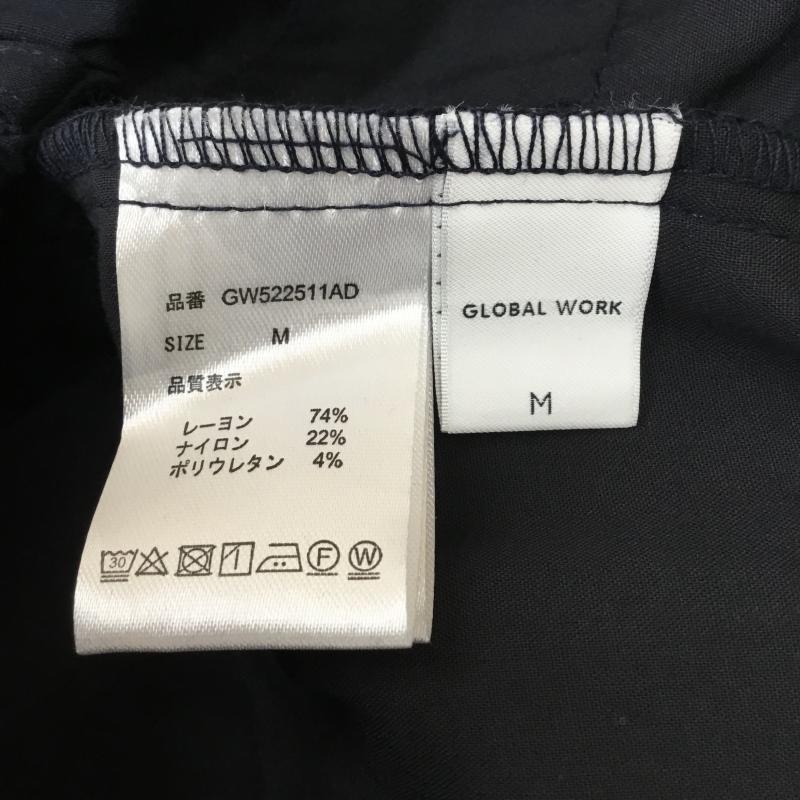 品番 GW522511AD
SIZE M
品質表示
レーヨン 74%
ナイロン 22%
ポリウレタン 4%
30
F
W
GLOBAL WORK
M